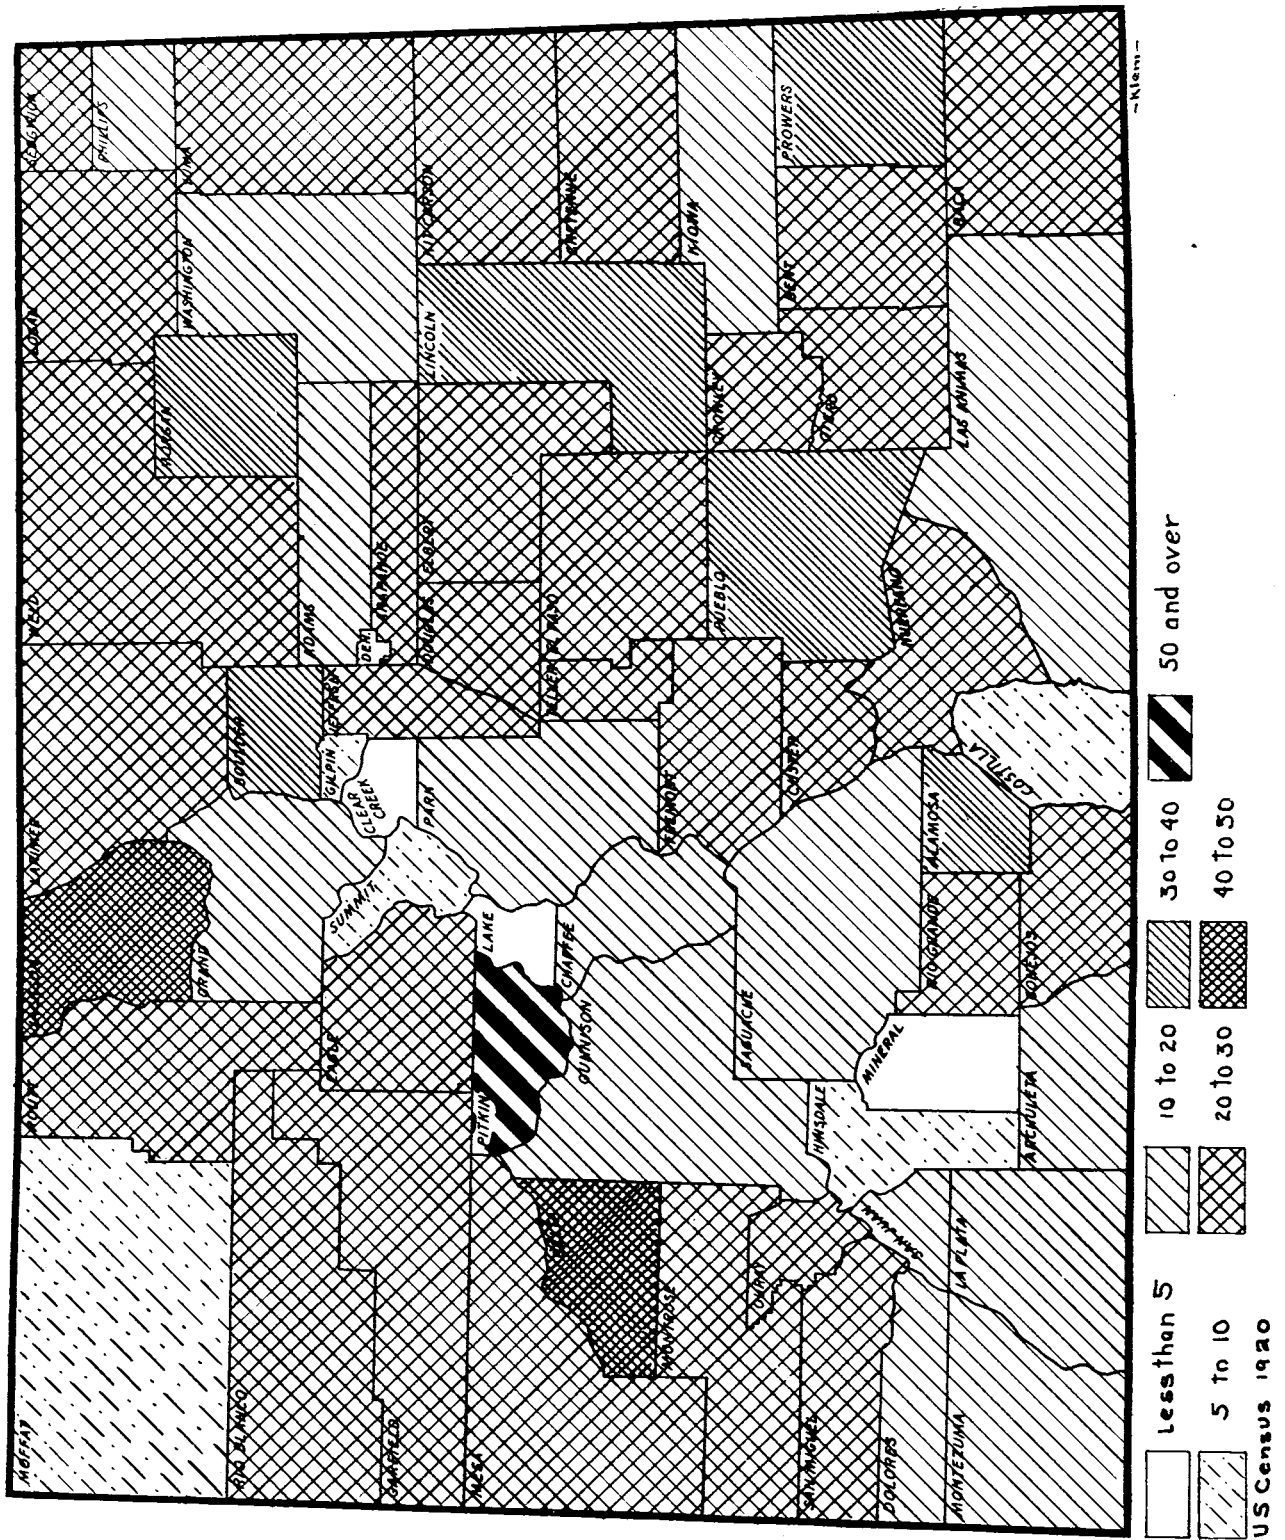 MOFFAT
ROUTT
JACKSON
LARIMER
WELD
LOGAN
SEDGWICK
PHILLIPS
RIO BLANCO
GRAND
BOULDER
MORGAN
WASHINGTON
YUMA
GARFIELD
EAGLE
SUMMIT
GILPIN
CLEAR
CREEK
JEFFERSON
ADAMS
DEN.
ARAPAHOE
MESA
PITKIN
LAKE
PARK
DOUGLAS
ELBERT
LINCOLN
KIT CARSON
DELTA
GUNNISON
CHAFFEE
TELLER
EL PASO
CHEYENNE
MONTROSE
FREMONT
KIOWA
OURAY
SAGUACHE
CUSTER
PUEBLO
CROWLEY
SAN MIGUEL
HINSDALE
MINERAL
HUERFANO
OTERO
BENT
PROWERS
DOLORES
SAN JUAN
RIO GRANDE
ALAMOSA
MONTEZUMA
LA PLATA
ARCHULETA
CONEJOS
COSTILLA
LAS ANIMAS
BACA
-Klemi-
Less than 5
10 to 20
30 to 40
50 and over
5 to 10
20 to 30
40 to 50
US Census 1920